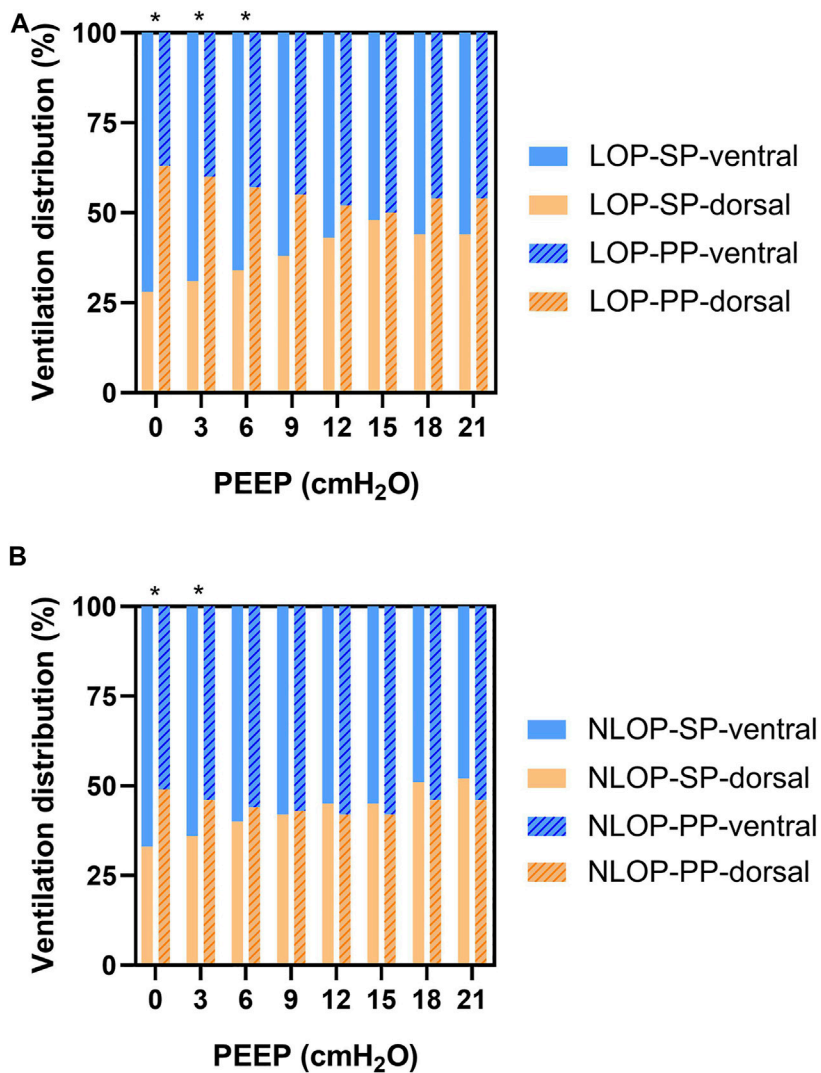 A
* * *
Ventilation distribution (%)
100
75
50
25
0
0 3 6 9 12 15 18 21
PEEP (cmH₂O)
LOP-SP-ventral
LOP-SP-dorsal
LOP-PP-ventral
LOP-PP-dorsal
B
* *
Ventilation distribution (%)
100
75
50
25
0
0 3 6 9 12 15 18 21
PEEP (cmH₂O)
NLOP-SP-ventral
NLOP-SP-dorsal
NLOP-PP-ventral
NLOP-PP-dorsal